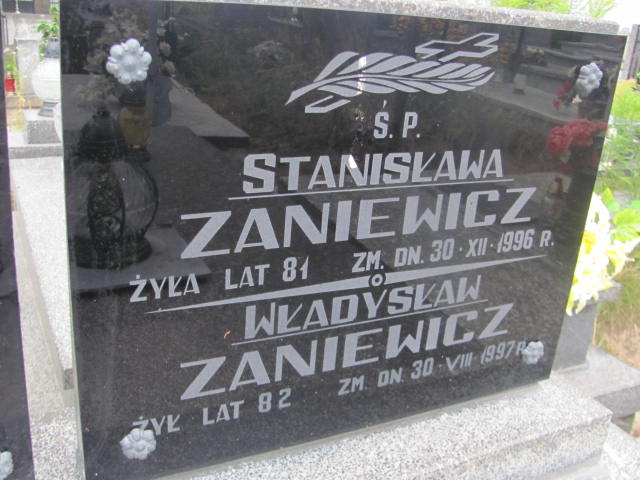 Ś. P.
STANISŁAWA
ZANIEWICZ
ŻYŁA LAT 81 ZM. DN. 30·XII·1996 R.
WŁADYSŁAW
ZANIEWICZ
ŻYŁ LAT 82 ZM. DN. 30·VIII·1997 R.